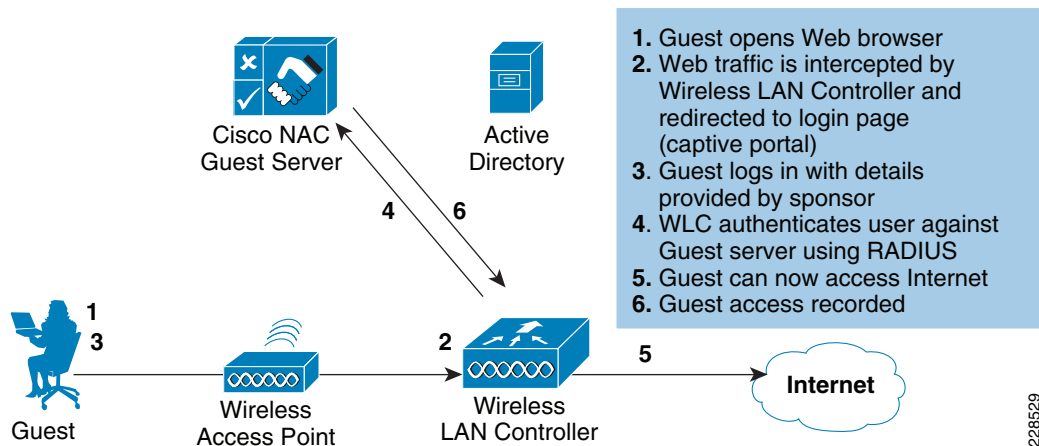 1. Guest opens Web browser
2. Web traffic is intercepted by
Wireless LAN Controller and
redirected to login page
(captive portal)
3. Guest logs in with details
provided by sponsor
4. WLC authenticates user against
Guest server using RADIUS
5. Guest can now access Internet
6. Guest access recorded
Cisco NAC
Guest Server
Active
Directory
4
6
1
3
2
5
Internet
Guest
Wireless
Access Point
Wireless
LAN Controller
228529